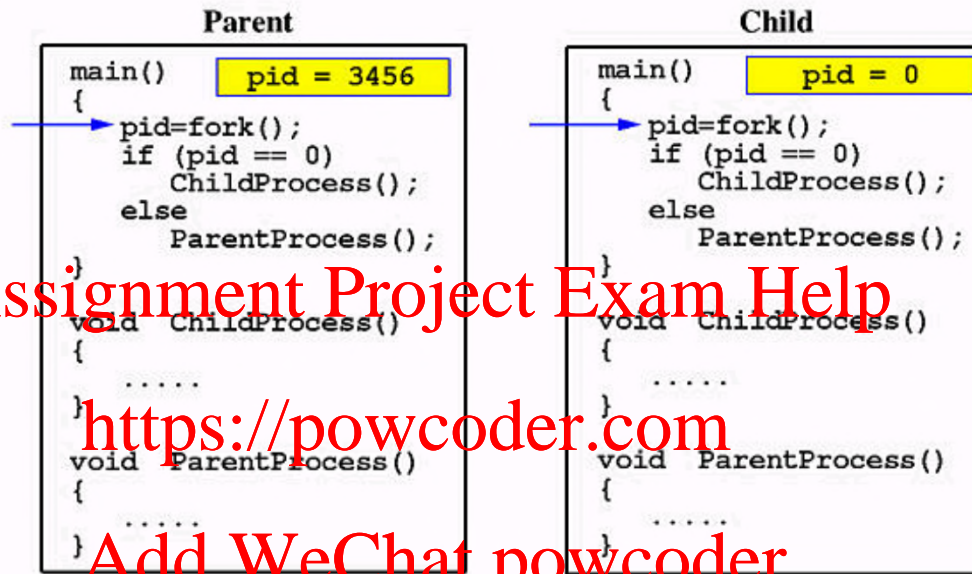 Parent
main()
pid = 3456
{
pid=fork();
if (pid == 0)
ChildProcess();
else
ParentProcess();
}
void ChildProcess()
{
.....
}
void ParentProcess()
{
.....
}
Child
main()
pid = 0
{
pid=fork();
if (pid == 0)
ChildProcess();
else
ParentProcess();
}
void ChildProcess()
{
.....
}
void ParentProcess()
{
.....
}
ssignment Project Exam Help
https://powcoder.com
Add WeChat powcoder